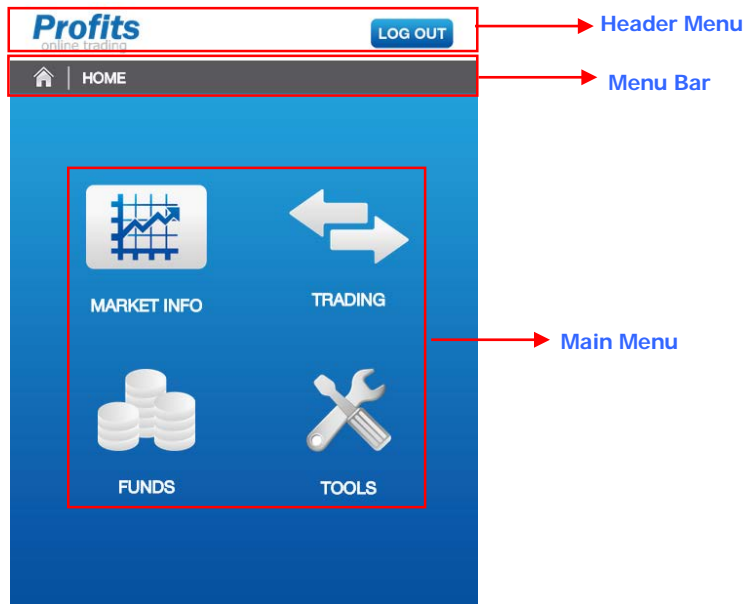 Profits
online trading
LOG OUT
Header Menu
HOME
Menu Bar
MARKET INFO
TRADING
Main Menu
FUNDS
TOOLS